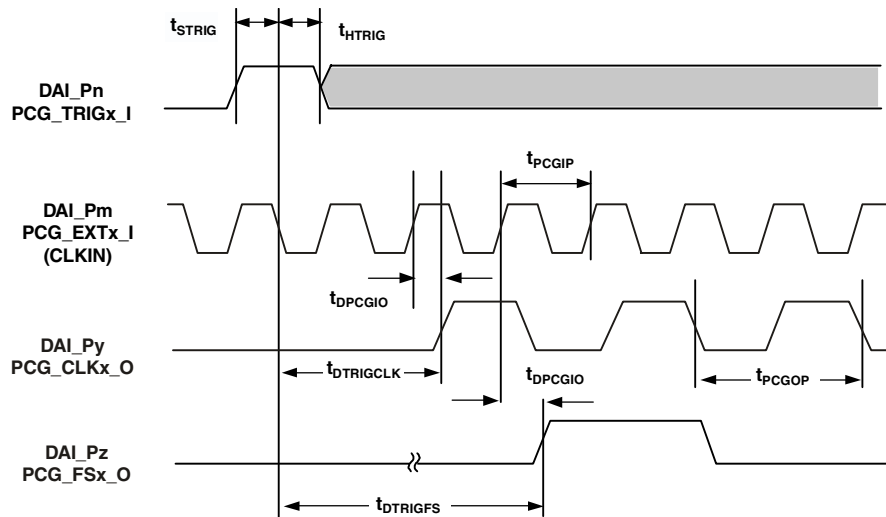 tSTRIG
tHTRIG
DAI_Pn
PCG_TRIGx_I
tPCGIP
DAI_Pm
PCG_EXTx_I
(CLKIN)
tDPCGIO
DAI_Py
PCG_CLKx_O
tDTRIGCLK
tDPCGIO
tPCGOP
DAI_Pz
PCG_FSx_O
tDTRIGFS